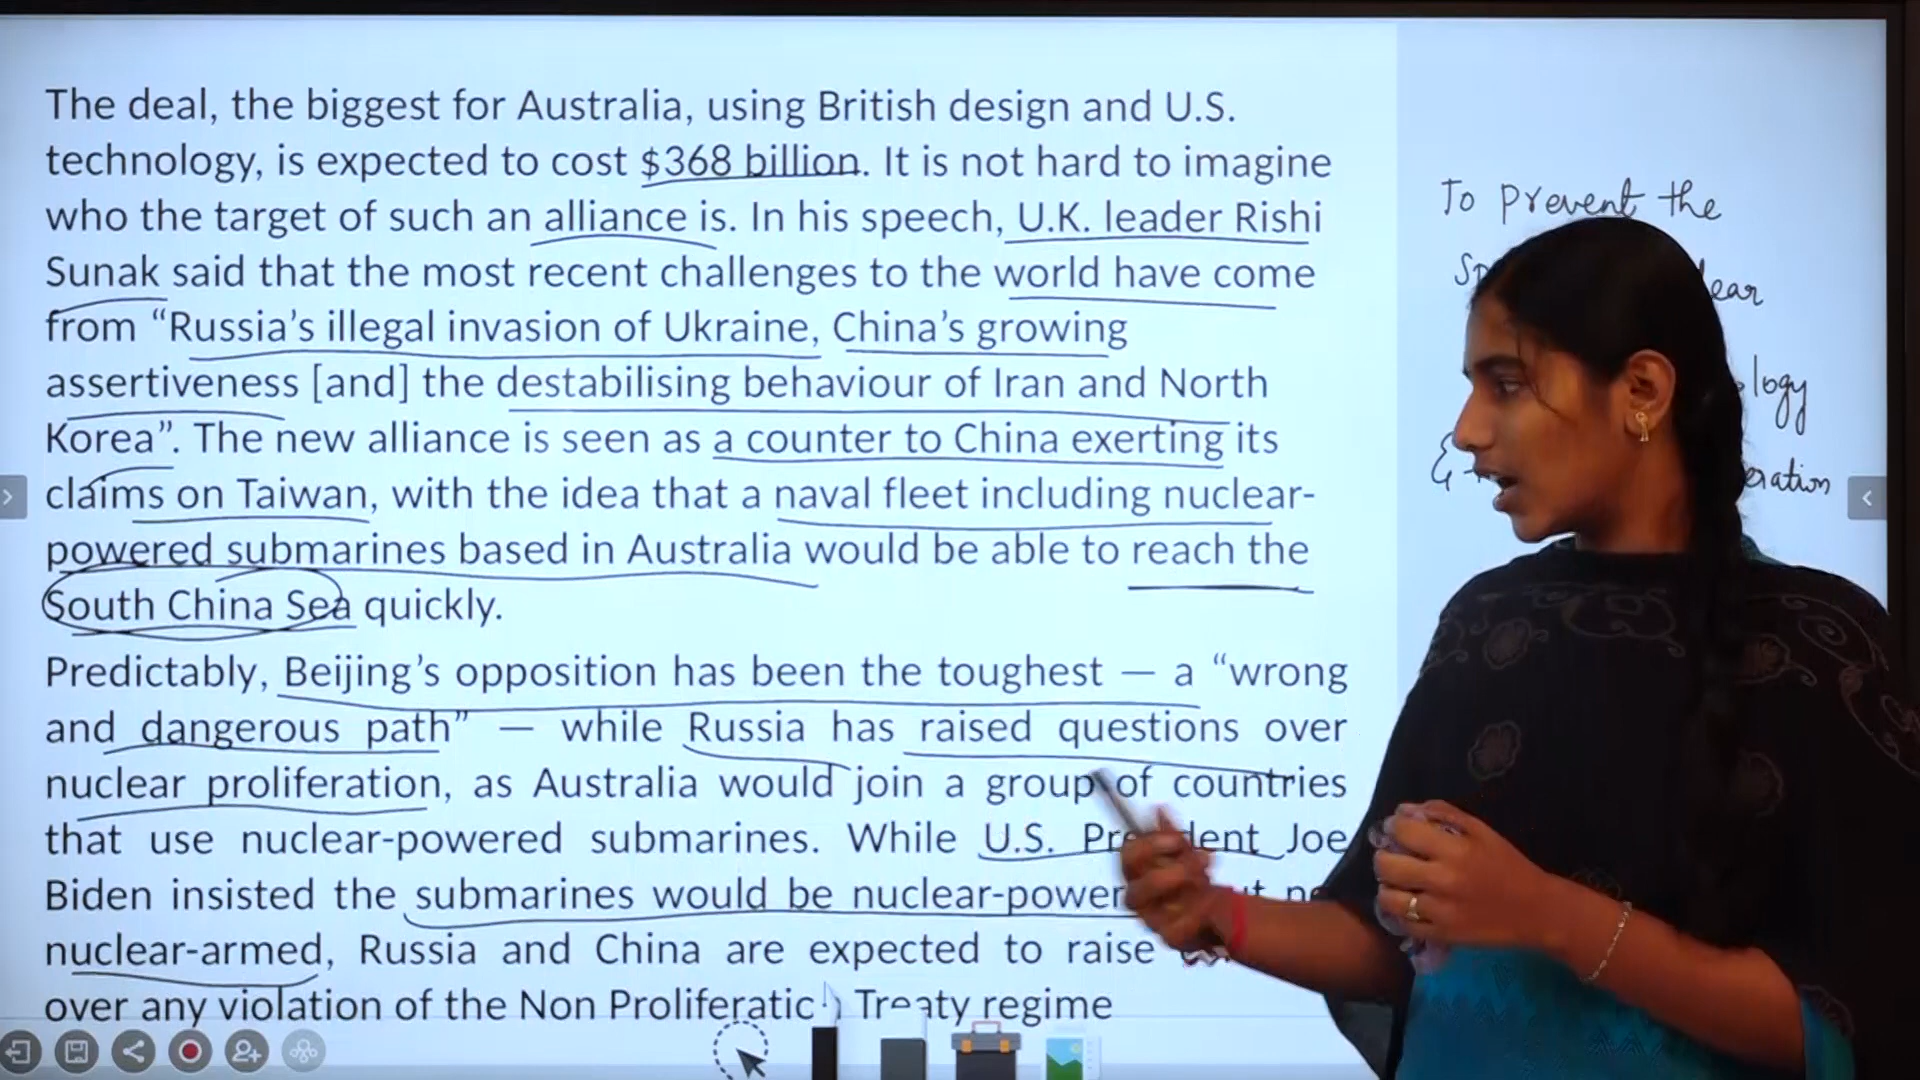 The deal, the biggest for Australia, using British design and U.S.
technology, is expected to cost $368 billion. It is not hard to imagine
who the target of such an alliance is. In his speech, U.K. leader Rishi
Sunak said that the most recent challenges to the world have come
from “Russia’s illegal invasion of Ukraine, China’s growing
assertiveness [and] the destabilising behaviour of Iran and North
Korea”. The new alliance is seen as a counter to China exerting its
claims on Taiwan, with the idea that a naval fleet including nuclear-
powered submarines based in Australia would be able to reach the
South China Sea quickly.
Predictably, Beijing’s opposition has been the toughest — a “wrong
and dangerous path” — while Russia has raised questions over
nuclear proliferation, as Australia would join a group of countries
that use nuclear-powered submarines. While U.S. President Joe
Biden insisted the submarines would be nuclear-power
nuclear-armed, Russia and China are expected to raise
over any violation of the Non Proliferatio Treaty regime
To prevent the
ear
logy
&
eration